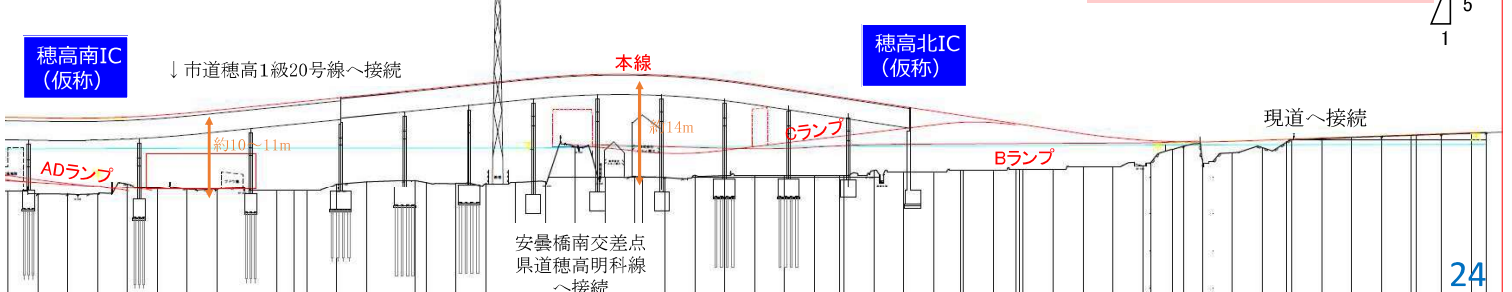 5
1
穂高南IC
（仮称）
↓市道穂高1級20号線へ接続
本線
穂高北IC
（仮称）
現道へ接続
約10～11m
約14m
Cランプ
ADランプ
Bランプ
安曇橋南交差点
県道穂高明科線
へ接続
24